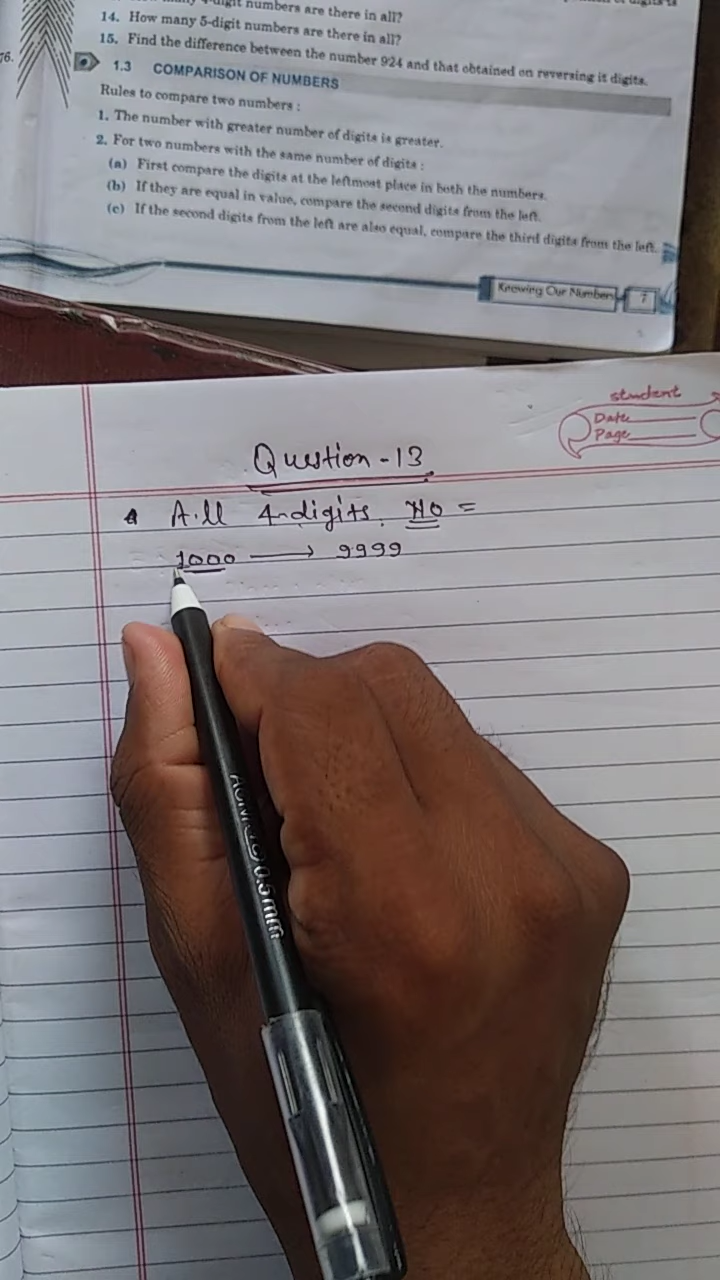 numbers are there in all?
14. How many 5-digit numbers are there in all?
15. Find the difference between the number 924 and that obtained on reversing it digits.
76.
1.3 COMPARISON OF NUMBERS
Rules to compare two numbers :
1. The number with greater number of digits is greater.
2. For two numbers with the same number of digits :
(a) First compare the digits at the leftmost place in both the numbers.
(b) If they are equal in value, compare the second digits from the left.
(c) If the second digits from the left are also equal, compare the third digits from the left.
Knowing Our Numbers 7
student
Date
Page
Question-13
All 4-digits. No =
1000 → 9999
0.5mm